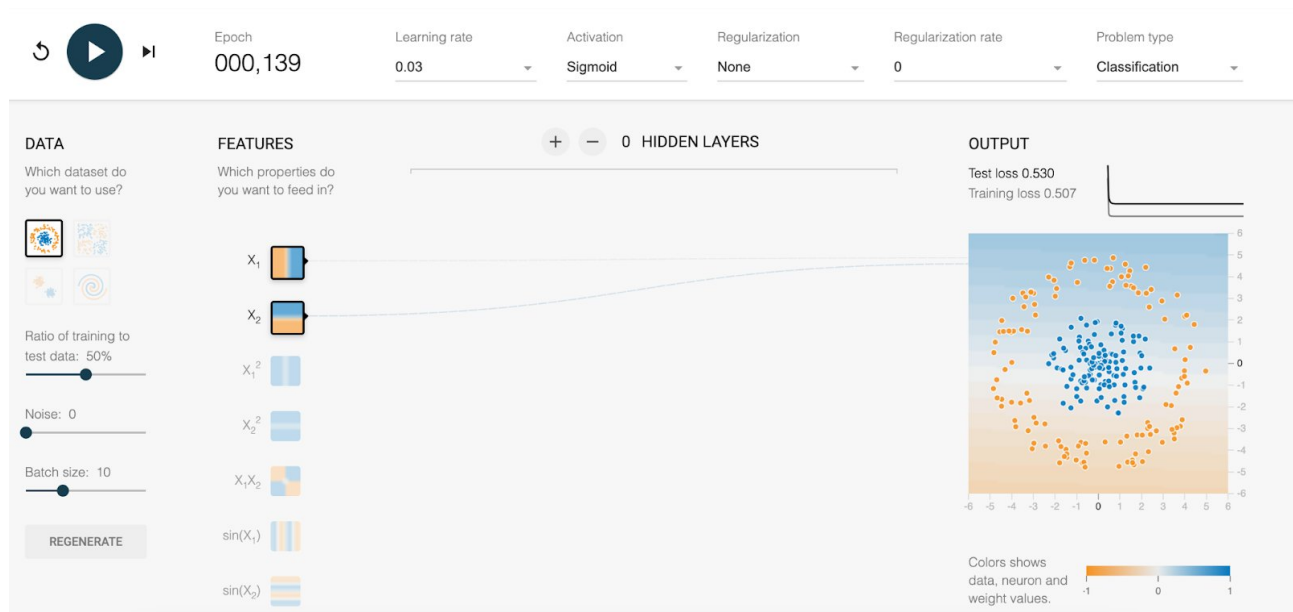 Epoch
000,139
Learning rate
0.03
Activation
Sigmoid
Regularization
None
Regularization rate
0
Problem type
Classification
DATA
Which dataset do
you want to use?
Ratio of training to
test data: 50%
Noise: 0
Batch size: 10
REGENERATE
FEATURES
Which properties do
you want to feed in?
X₁
X₂
X₁²
X₂²
X₁X₂
sin(X₁)
sin(X₂)
+ − 0 HIDDEN LAYERS
OUTPUT
Test loss 0.530
Training loss 0.507
6
5
4
3
2
1
0
-1
-2
-3
-4
-5
-6
-6 -5 -4 -3 -2 -1 0 1 2 3 4 5 6
Colors shows
data, neuron and
weight values.
-1 0 1